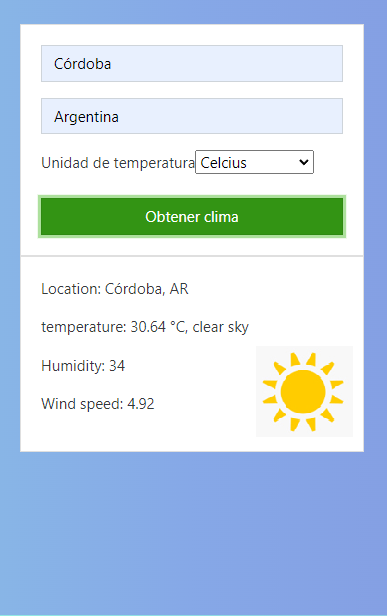 Córdoba
Argentina
Unidad de temperatura Celcius
Obtener clima
Location: Córdoba, AR
temperature: 30.64 °C, clear sky
Humidity: 34
Wind speed: 4.92